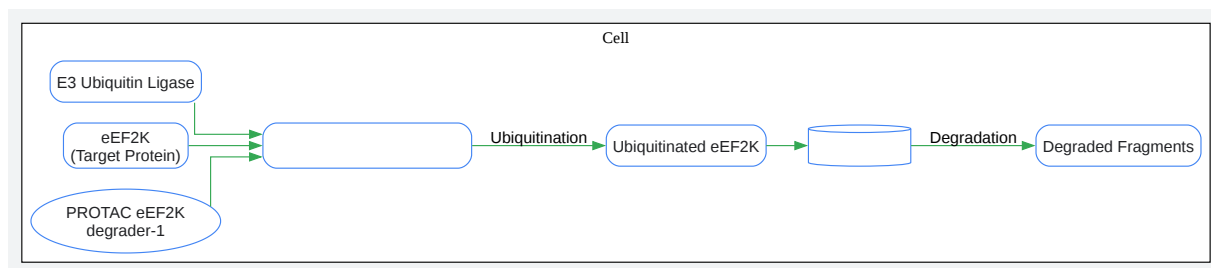 Cell
E3 Ubiquitin Ligase
eEF2K
(Target Protein)
PROTAC eEF2K
degrader-1
Ubiquitination
Ubiquitinated eEF2K
Degradation
Degraded Fragments